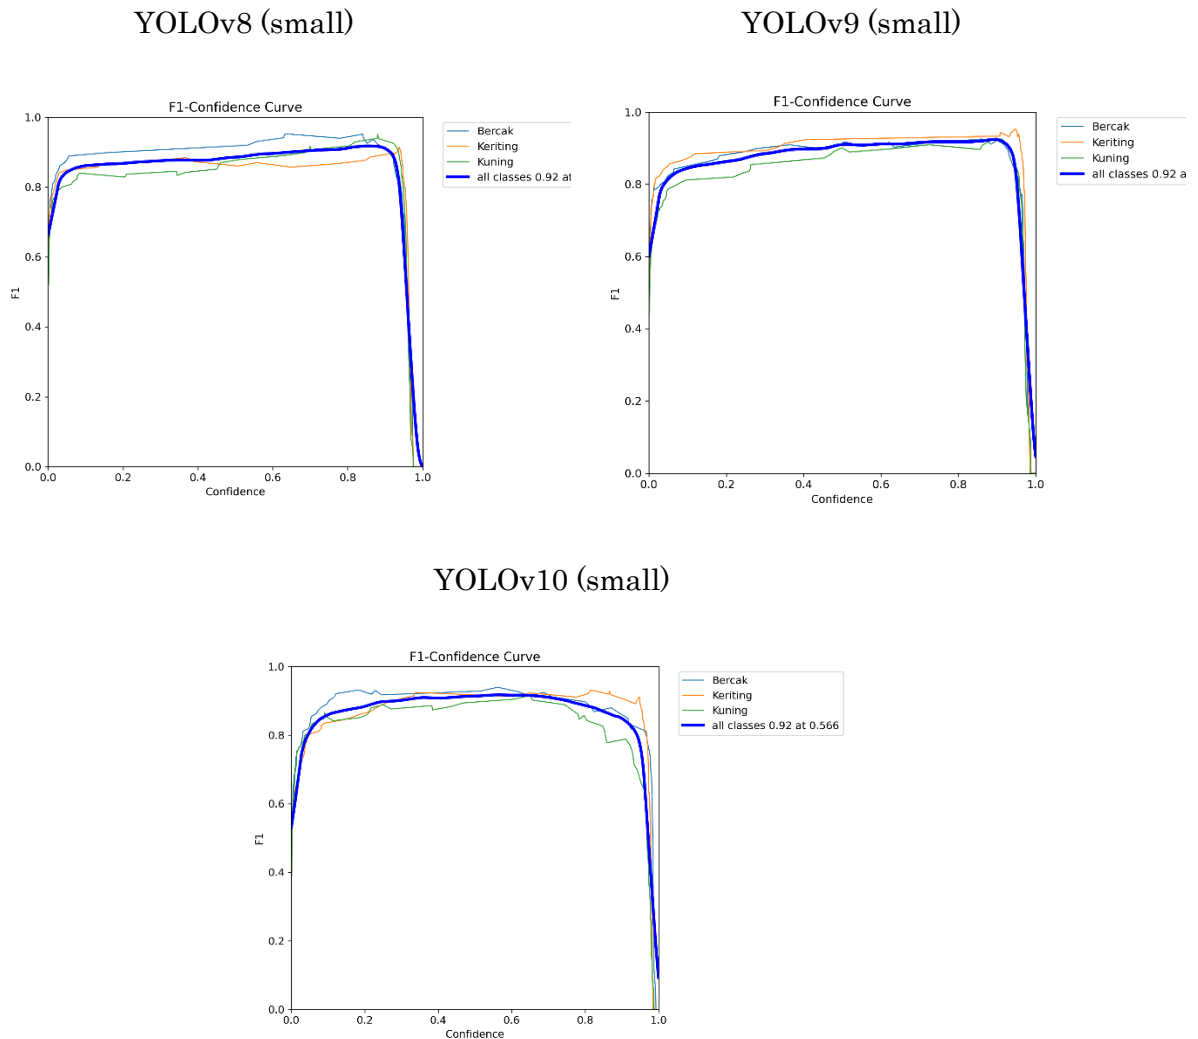 YOLOv8 (small)
YOLOv9 (small)
F1-Confidence Curve
1.0
0.8
0.6
0.4
0.2
0.0
F1
0.0 0.2 0.4 0.6 0.8 1.0
Confidence
Bercak
Keriting
Kuning
all classes 0.92 at
F1-Confidence Curve
1.0
0.8
0.6
0.4
0.2
0.0
F1
0.0 0.2 0.4 0.6 0.8 1.0
Confidence
Bercak
Keriting
Kuning
all classes 0.92 a
YOLOv10 (small)
F1-Confidence Curve
1.0
0.8
0.6
0.4
0.2
0.0
F1
0.0 0.2 0.4 0.6 0.8 1.0
Confidence
Bercak
Keriting
Kuning
all classes 0.92 at 0.566